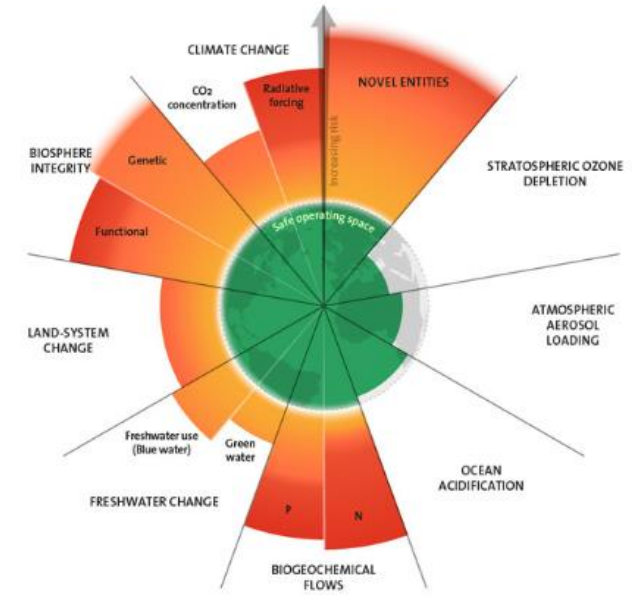 CLIMATE CHANGE
CO2
concentration
Radiative
forcing
NOVEL ENTITIES
Increasing Risk
BIOSPHERE
INTEGRITY
Genetic
Functional
STRATOSPHERIC OZONE
DEPLETION
Safe operating space
ATMOSPHERIC
AEROSOL
LOADING
LAND-SYSTEM
CHANGE
Freshwater use
(Blue water)
Green
water
FRESHWATER CHANGE
P
N
OCEAN
ACIDIFICATION
BIOGEOCHEMICAL
FLOWS